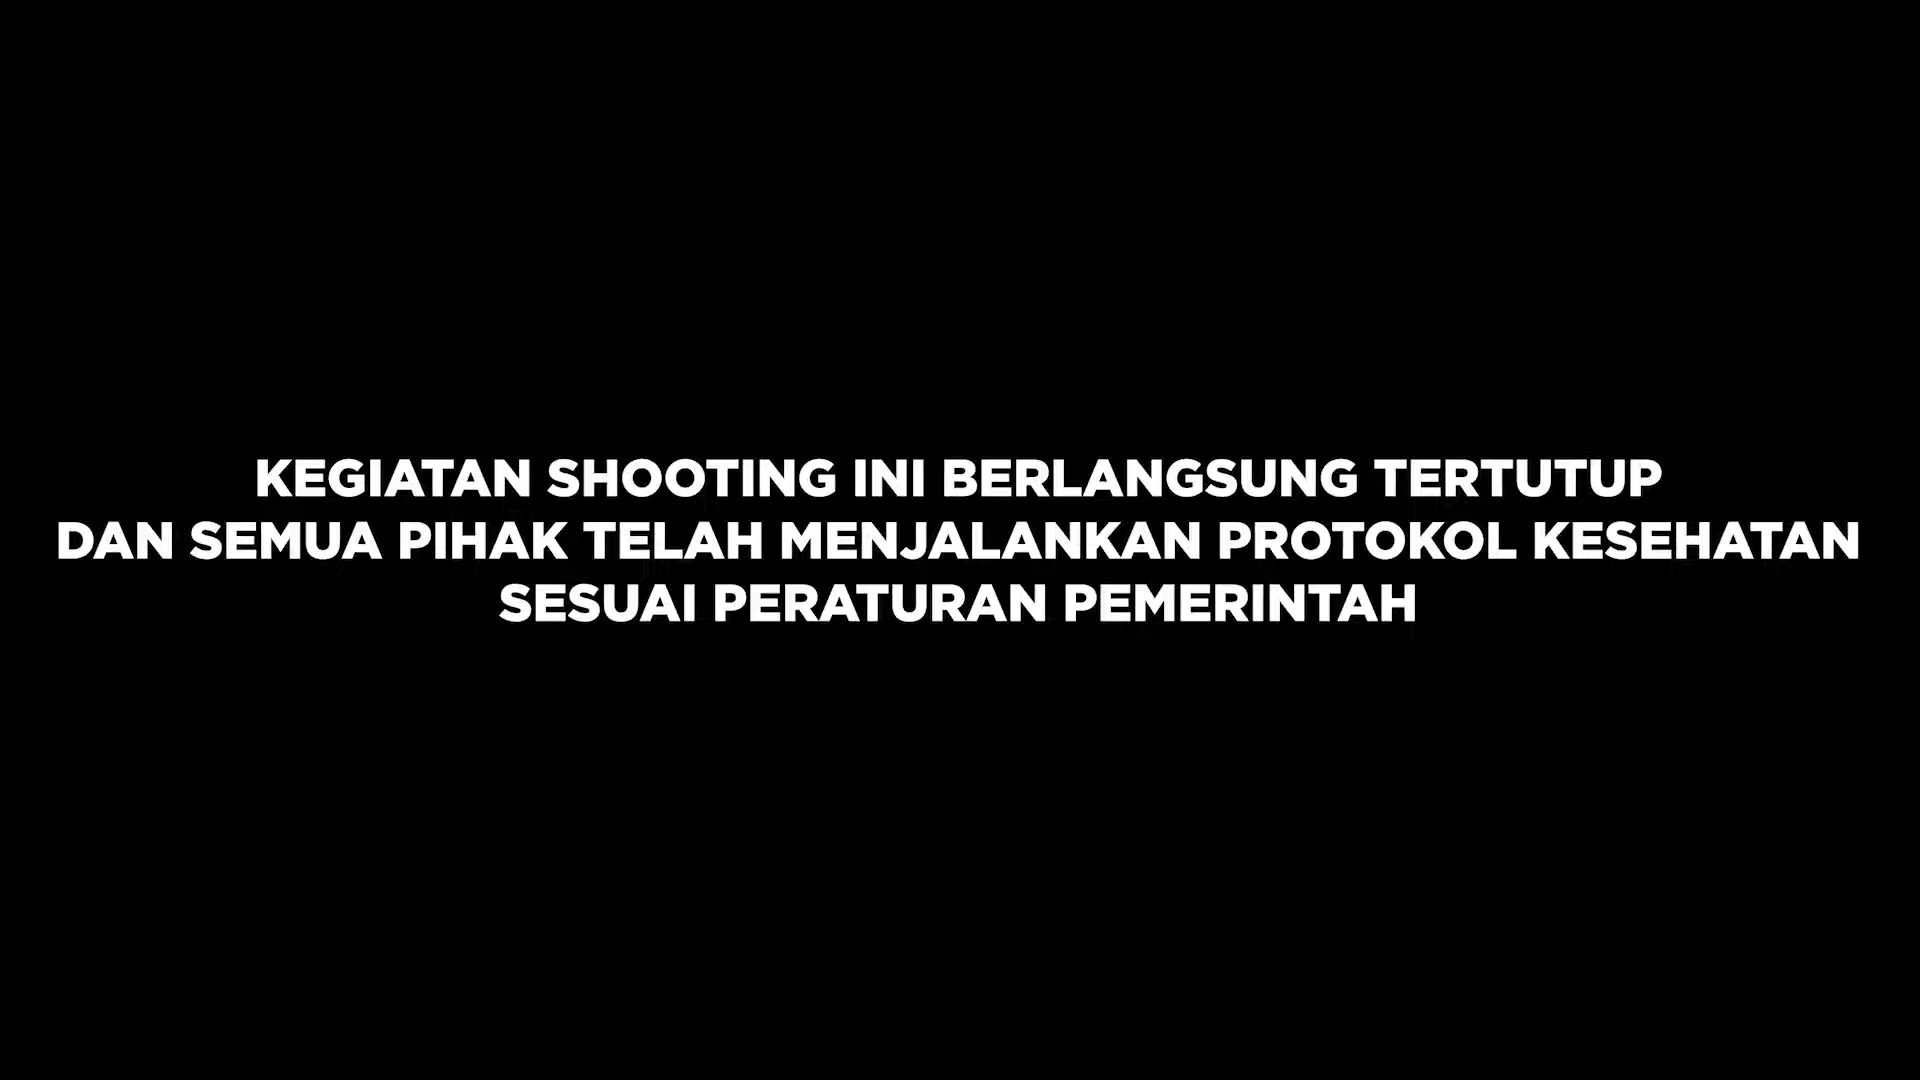 KEGIATAN SHOOTING INI BERLANGSUNG TERTUTUP
DAN SEMUA PIHAK TELAH MENJALANKAN PROTOKOL KESEHATAN
SESUAI PERATURAN PEMERINTAH